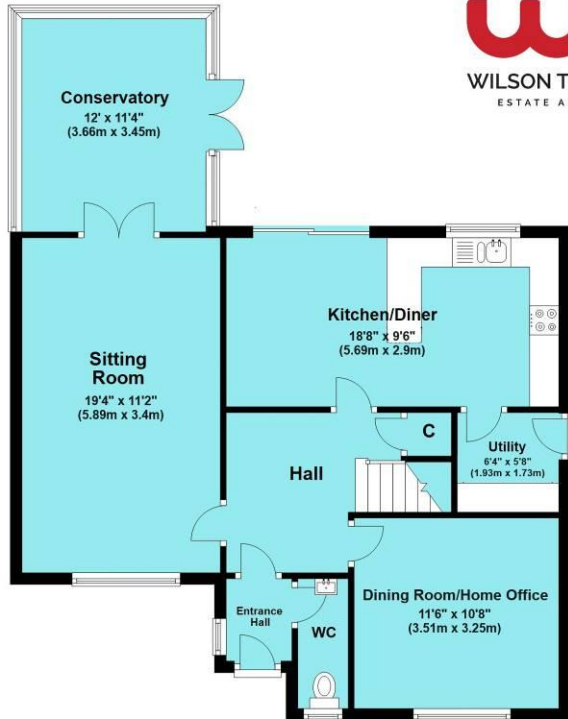 WILSON T
ESTATE A
Conservatory
12' x 11'4"
(3.66m x 3.45m)
Kitchen/Diner
18'8" x 9'6"
(5.69m x 2.9m)
Sitting
Room
19'4" x 11'2"
(5.89m x 3.4m)
C
Utility
6'4" x 5'8"
(1.93m x 1.73m)
Hall
Dining Room/Home Office
11'6" x 10'8"
(3.51m x 3.25m)
Entrance
Hall
WC